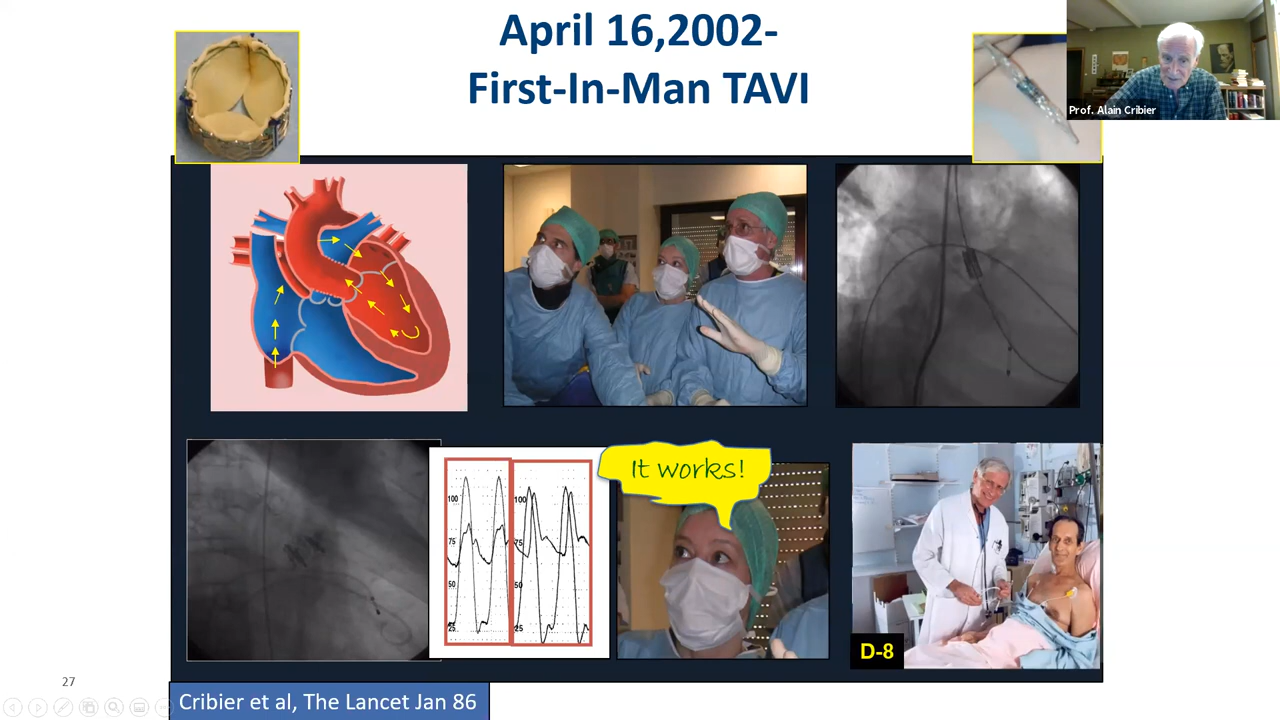 April 16,2002-
First-In-Man TAVI
Prof. Alain Cribier
It works!
100
75
50
25
100
75
50
25
D-8
27
Cribier et al, The Lancet Jan 86